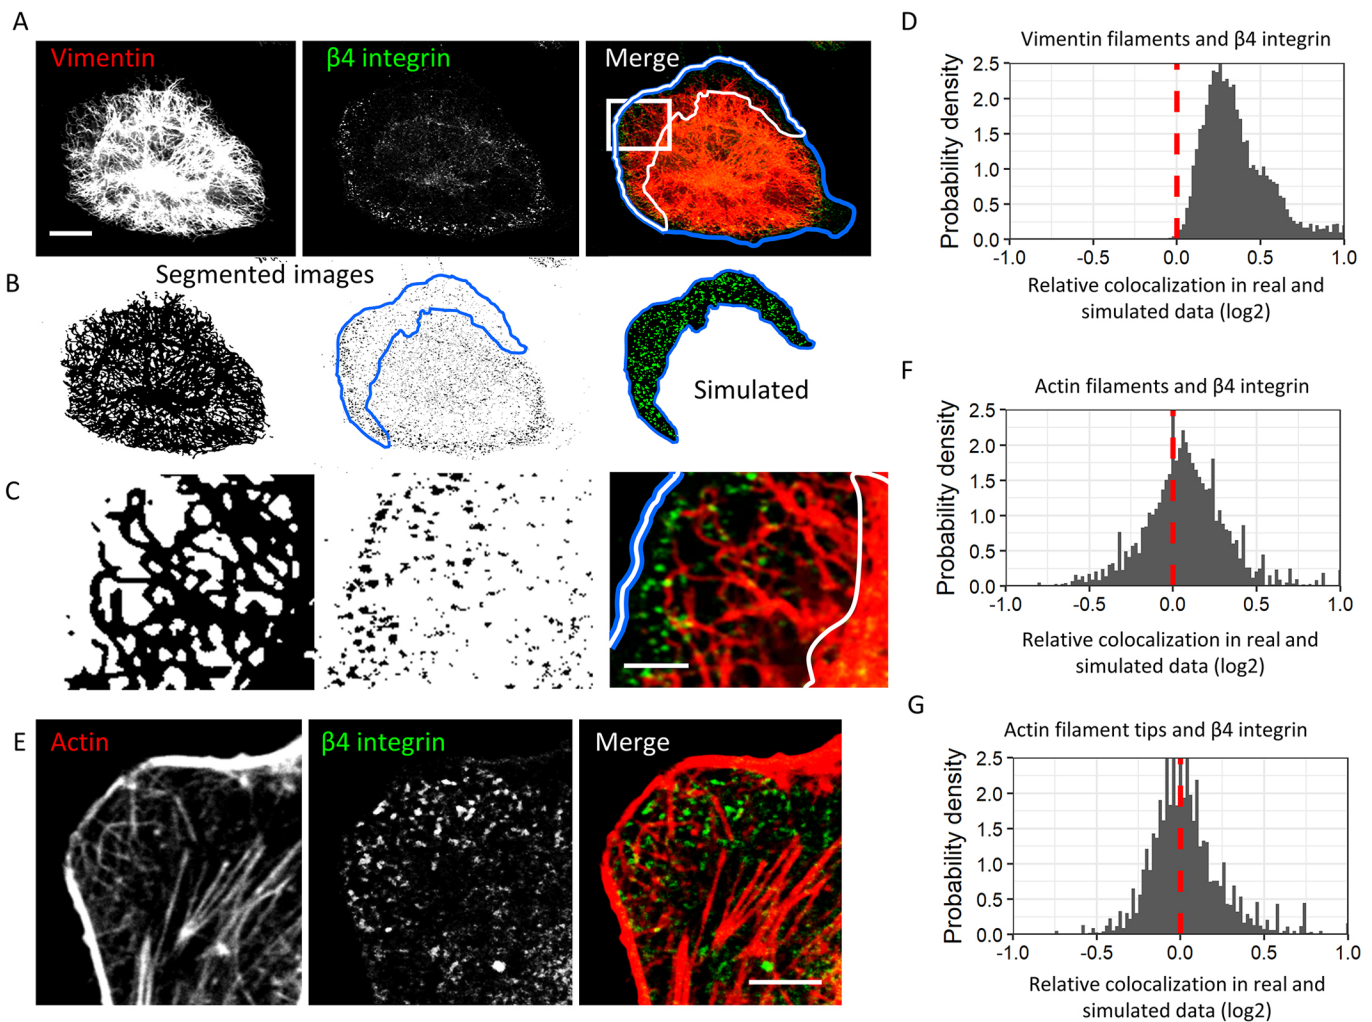 A
Vimentin
β4 integrin
Merge
B
Segmented images
Simulated
C
E
Actin
β4 integrin
Merge
D
Vimentin filaments and β4 integrin
Probability density
2.5
2.0
1.5
1.0
0.5
0.0
-1.0 -0.5 0.0 0.5 1.0
Relative colocalization in real and
simulated data (log2)
F
Actin filaments and β4 integrin
Probability density
2.5
2.0
1.5
1.0
0.5
0.0
-1.0 -0.5 0.0 0.5 1.0
Relative colocalization in real and
simulated data (log2)
G
Actin filament tips and β4 integrin
Probability density
2.5
2.0
1.5
1.0
0.5
0.0
-1.0 -0.5 0.0 0.5 1.0
Relative colocalization in real and
simulated data (log2)